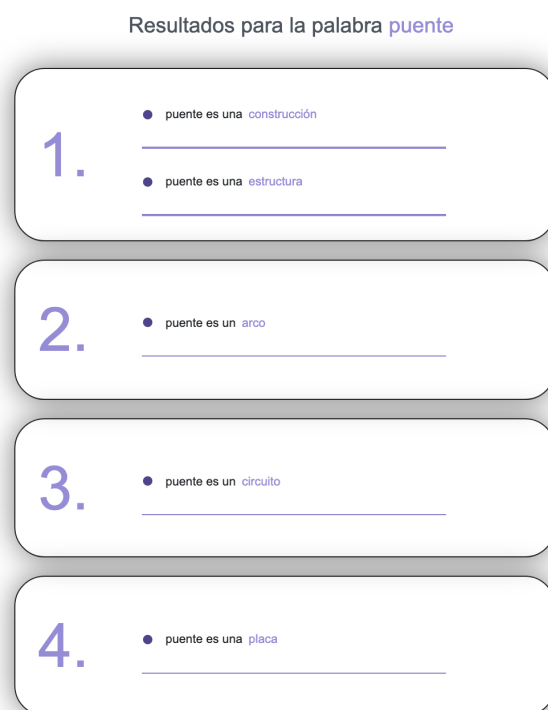 Resultados para la palabra puente
1.
puente es una construcción
puente es una estructura
2.
puente es un arco
3.
puente es un circuito
4.
puente es una placa